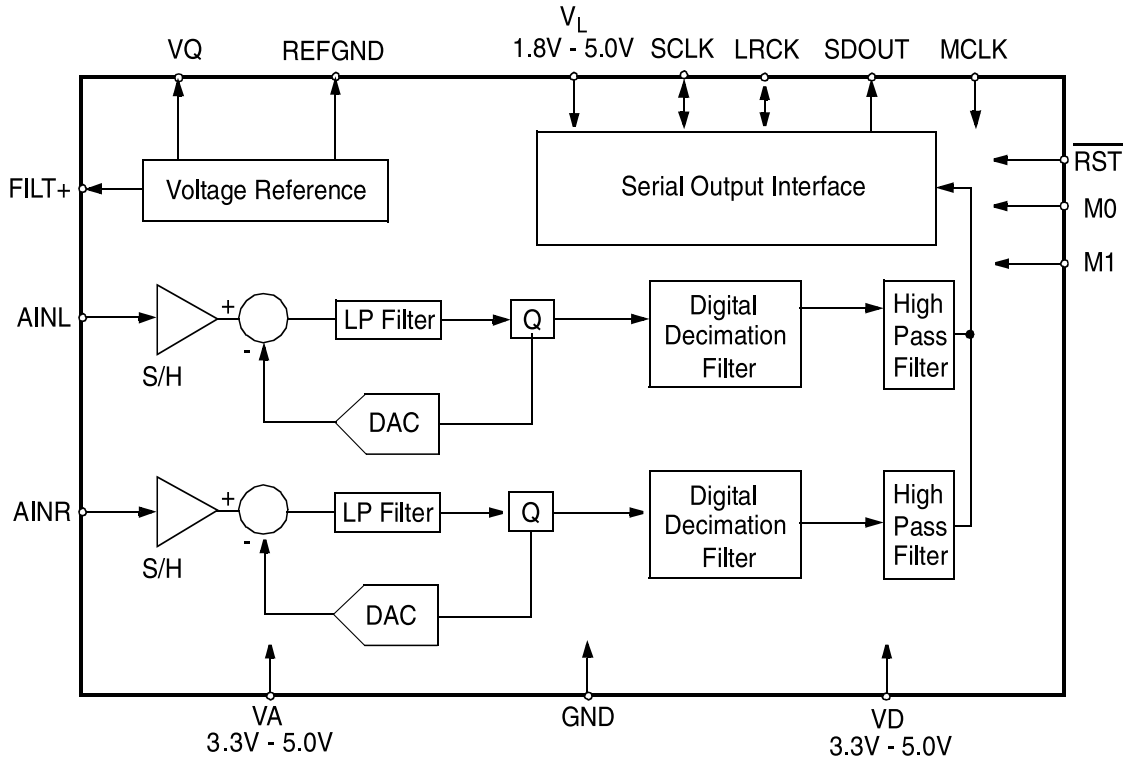 V_L
VQ
REFGND
1.8V - 5.0V
SCLK
LRCK
SDOUT
MCLK
RST
FILT+
Voltage Reference
Serial Output Interface
M0
M1
AINL
+
-
S/H
LP Filter
Q
DAC
Digital
Decimation
Filter
High
Pass
Filter
AINR
+
-
S/H
LP Filter
Q
DAC
Digital
Decimation
Filter
High
Pass
Filter
VA
3.3V - 5.0V
GND
VD
3.3V - 5.0V